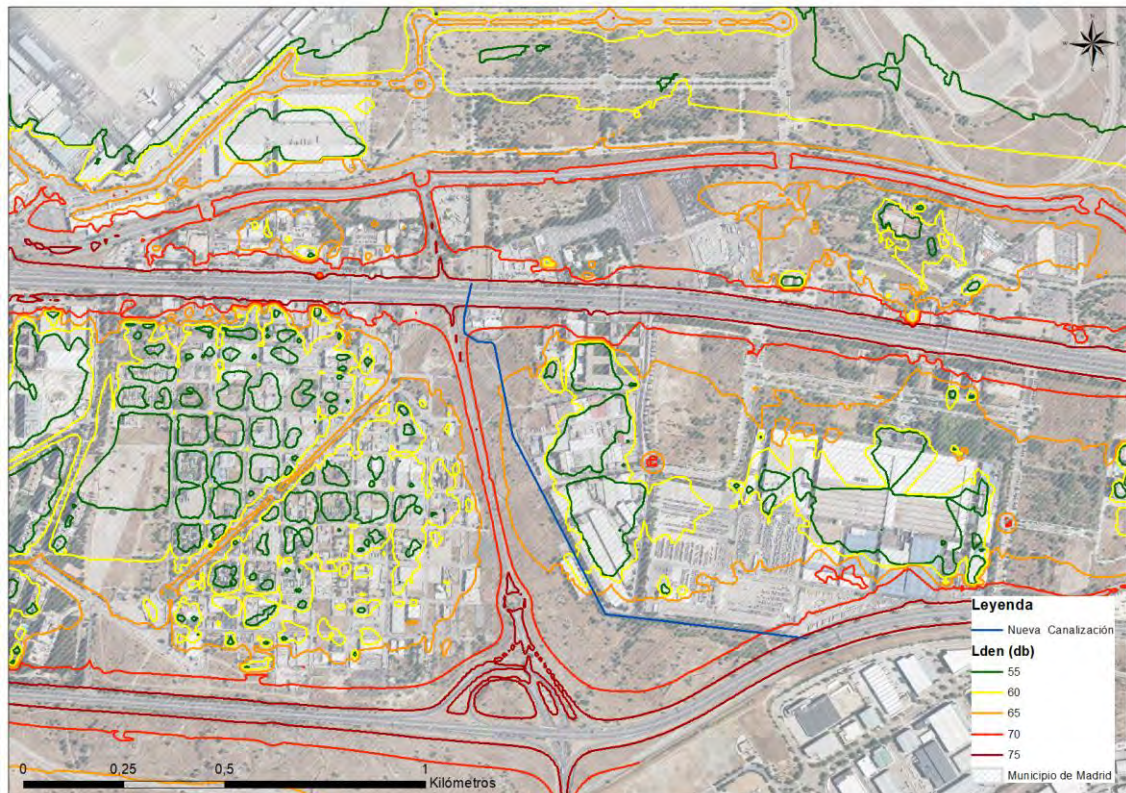 Leyenda
Nueva Canalización
Lden (db)
55
60
65
70
75
Municipio de Madrid
0 0,25 0,5 1
Kilómetros